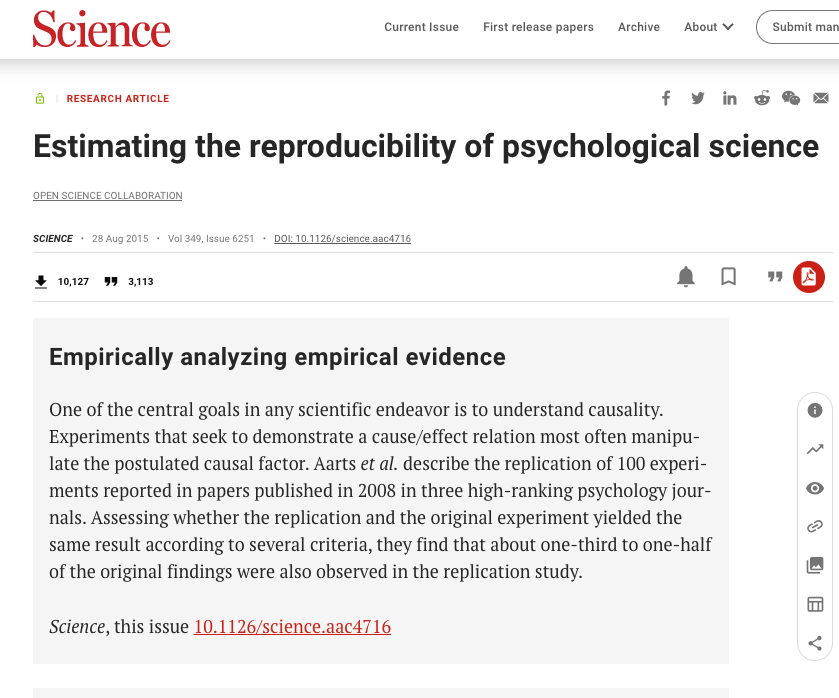 Science
Current Issue First release papers Archive About Submit man
RESEARCH ARTICLE
Estimating the reproducibility of psychological science
OPEN SCIENCE COLLABORATION
SCIENCE • 28 Aug 2015 • Vol 349, Issue 6251 • DOI: 10.1126/science.aac4716
10,127 3,113
Empirically analyzing empirical evidence
One of the central goals in any scientific endeavor is to understand causality.
Experiments that seek to demonstrate a cause/effect relation most often manipu-
late the postulated causal factor. Aarts et al. describe the replication of 100 experi-
ments reported in papers published in 2008 in three high-ranking psychology jour-
nals. Assessing whether the replication and the original experiment yielded the
same result according to several criteria, they find that about one-third to one-half
of the original findings were also observed in the replication study.
Science, this issue 10.1126/science.aac4716